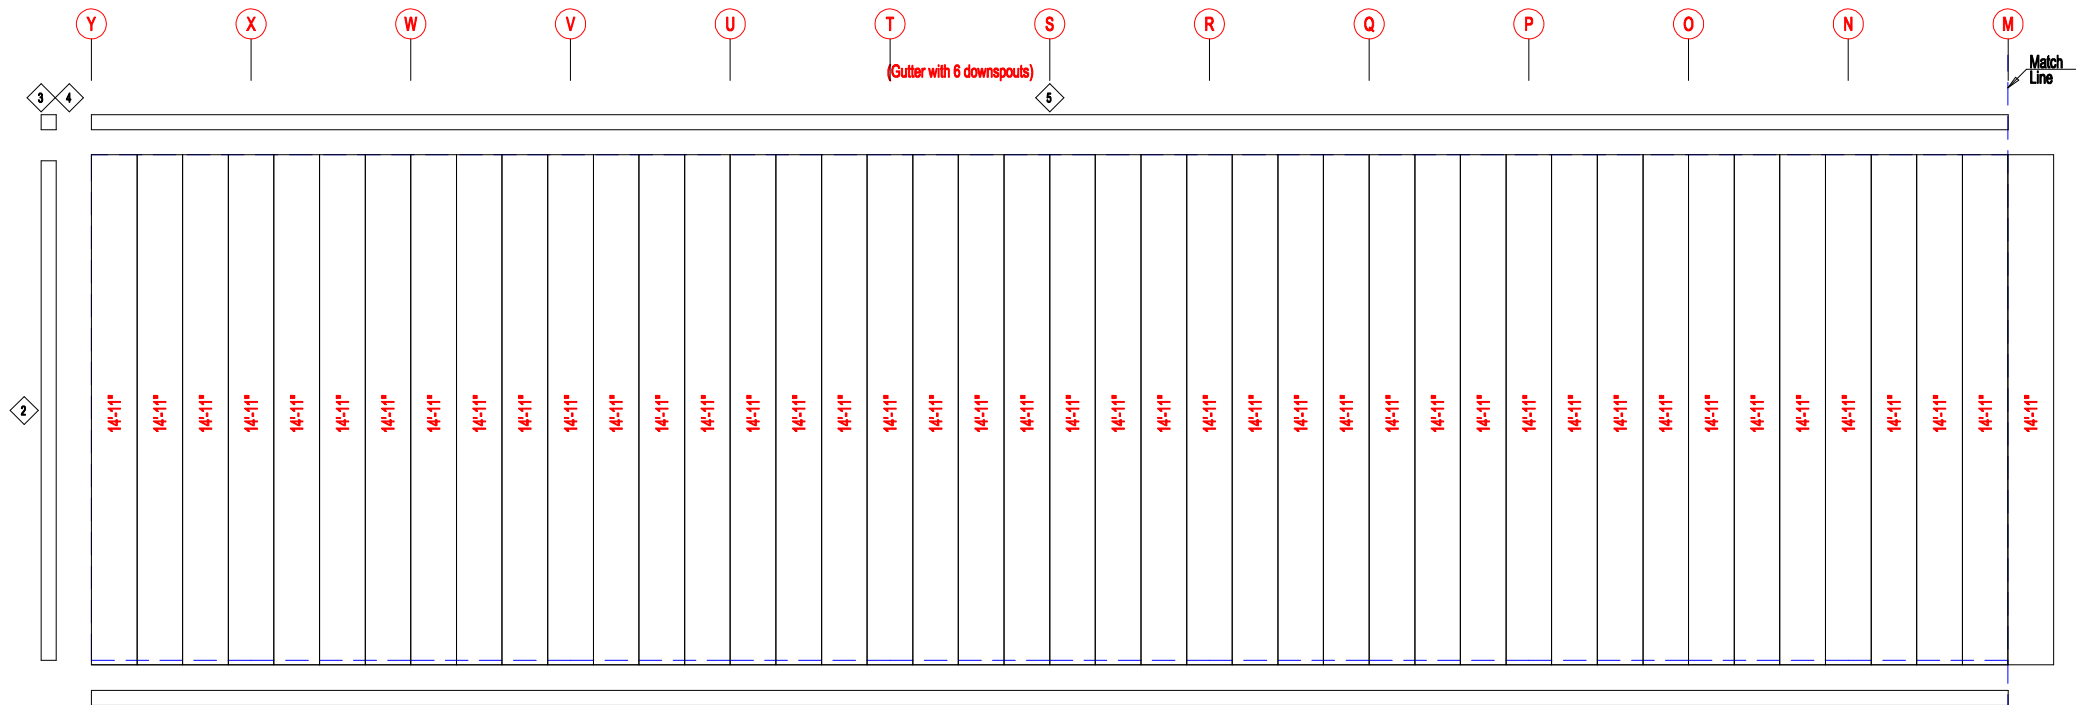 Y X W V U T S R Q P O N M
(Gutter with 6 downspouts)
Match
Line
3 4 5
2
14'-11" 14'-11" 14'-11" 14'-11" 14'-11" 14'-11" 14'-11" 14'-11" 14'-11" 14'-11" 14'-11" 14'-11" 14'-11" 14'-11" 14'-11" 14'-11" 14'-11" 14'-11" 14'-11" 14'-11" 14'-11" 14'-11" 14'-11" 14'-11" 14'-11" 14'-11" 14'-11" 14'-11" 14'-11" 14'-11" 14'-11" 14'-11" 14'-11" 14'-11" 14'-11" 14'-11" 14'-11" 14'-11" 14'-11" 14'-11" 14'-11" 14'-11" 14'-11"